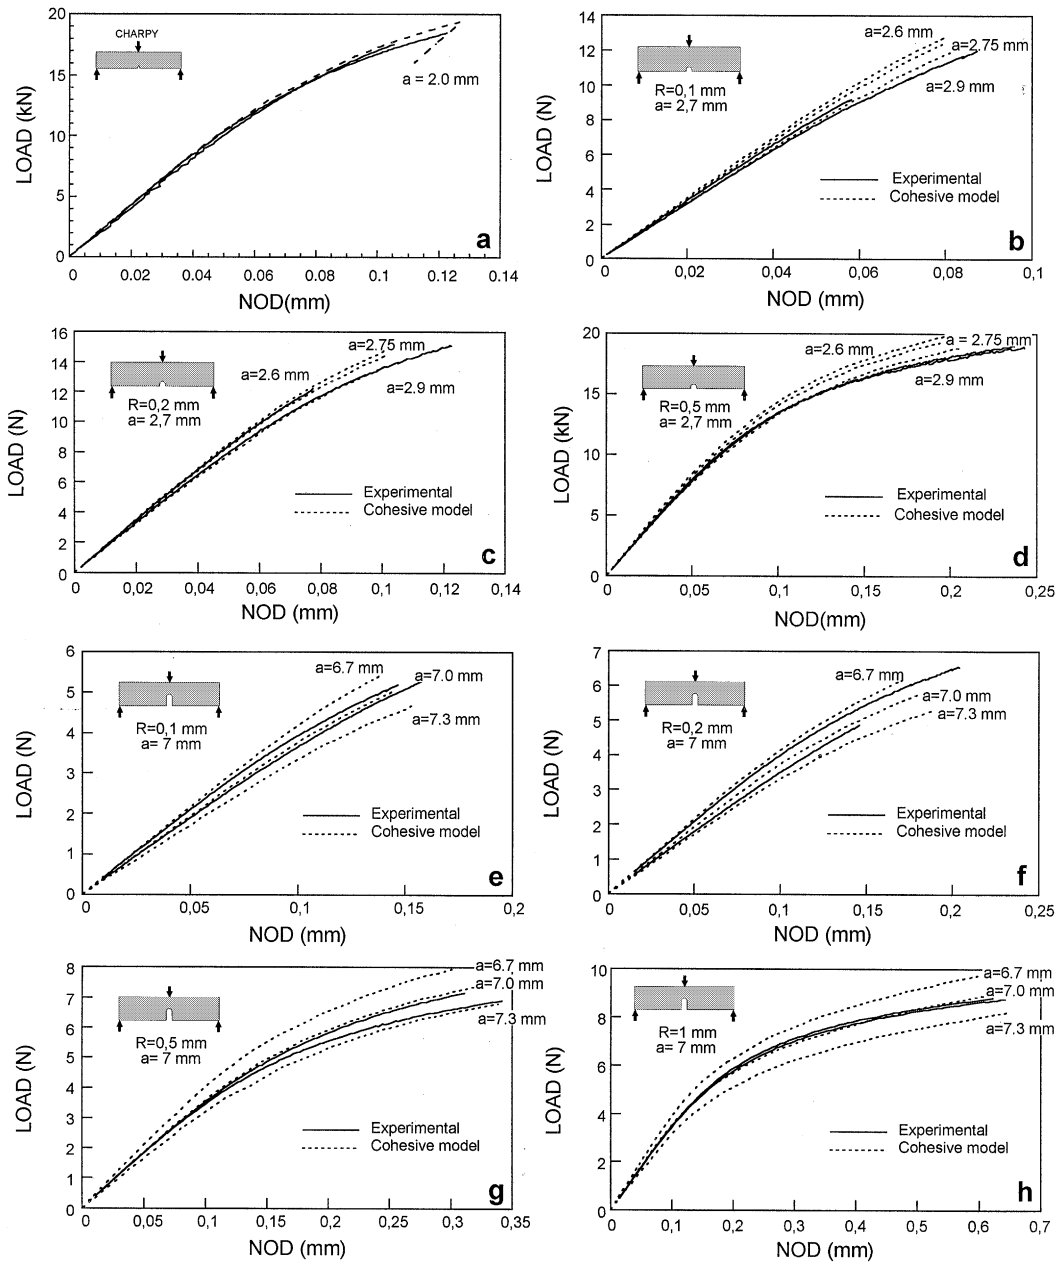 20
15
10
5
0
LOAD (kN)
CHARPY
a = 2.0 mm
a
0
0.02
0.04
0.06
0.08
0.10
0.12
0.14
NOD(mm)
14
12
10
8
6
4
2
0
LOAD (N)
R=0,1 mm
a= 2,7 mm
a=2.6 mm
a=2.75 mm
a=2.9 mm
Experimental
Cohesive model
b
0
0,02
0,04
0,06
0,08
0,1
NOD (mm)
16
14
12
10
8
6
4
2
0
LOAD (N)
R=0,2 mm
a= 2,7 mm
a=2.75 mm
a=2.6 mm
a=2.9 mm
Experimental
Cohesive model
c
0
0,02
0,04
0,06
0,08
0,10
0,12
0,14
NOD (mm)
20
15
10
5
0
LOAD (kN)
R=0,5 mm
a= 2,7 mm
a=2.6 mm
a = 2.75 mm
a=2.9 mm
Experimental
Cohesive model
d
0
0,05
0,1
0,15
0,20
0,25
NOD(mm)
6
5
4
3
2
1
0
LOAD (N)
R=0,1 mm
a= 7 mm
a=6.7 mm
a=7.0 mm
a=7.3 mm
Experimental
Cohesive model
e
0
0,05
0,1
0,15
0,2
NOD (mm)
7
6
5
4
3
2
1
0
LOAD (N)
R=0,2 mm
a= 7 mm
a=6.7 mm
a=7.0 mm
a=7.3 mm
Experimental
Cohesive model
f
0
0,05
0,1
0,15
0,2
0,25
NOD (mm)
8
7
6
5
4
3
2
1
0
LOAD (N)
R=0,5 mm
a= 7 mm
a=6.7 mm
a=7.0 mm
a=7.3 mm
Experimental
Cohesive model
g
0
0,05
0,1
0,15
0,2
0,25
0,3
0,35
NOD (mm)
10
8
6
4
2
0
LOAD (N)
R=1 mm
a= 7 mm
a=6.7 mm
a=7.0 mm
a=7.3 mm
Experimental
Cohesive model
h
0
0,1
0,2
0,3
0,4
0,5
0,6
0,7
NOD (mm)